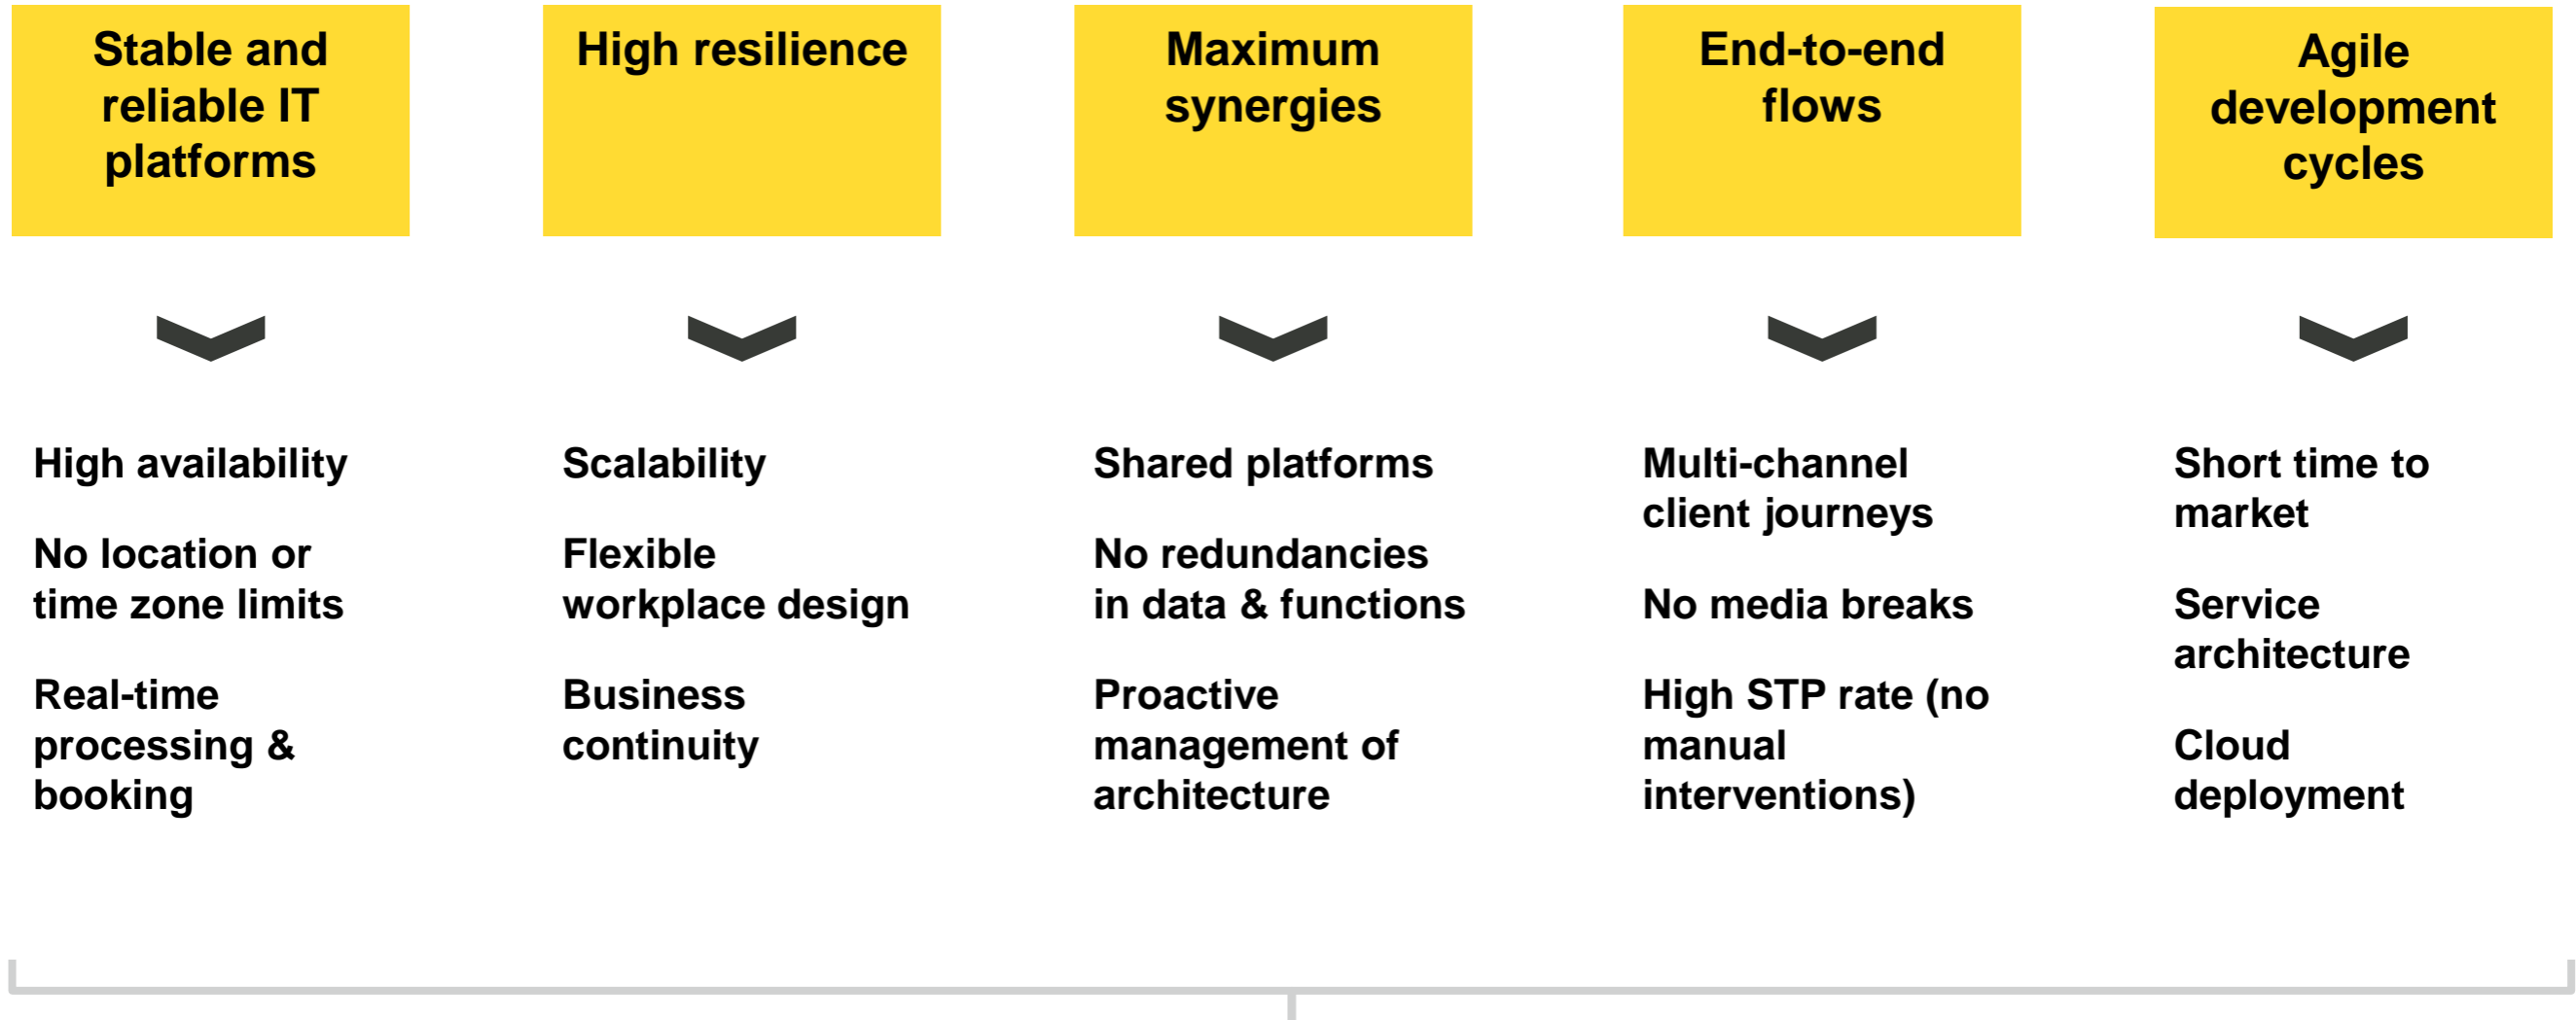 Stable and
reliable IT
platforms
High resilience
Maximum
synergies
End-to-end
flows
Agile
development
cycles
High availability
No location or
time zone limits
Real-time
processing &
booking
Scalability
Flexible
workplace design
Business
continuity
Shared platforms
No redundancies
in data & functions
Proactive
management of
architecture
Multi-channel
client journeys
No media breaks
High STP rate (no
manual
interventions)
Short time to
market
Service
architecture
Cloud
deployment